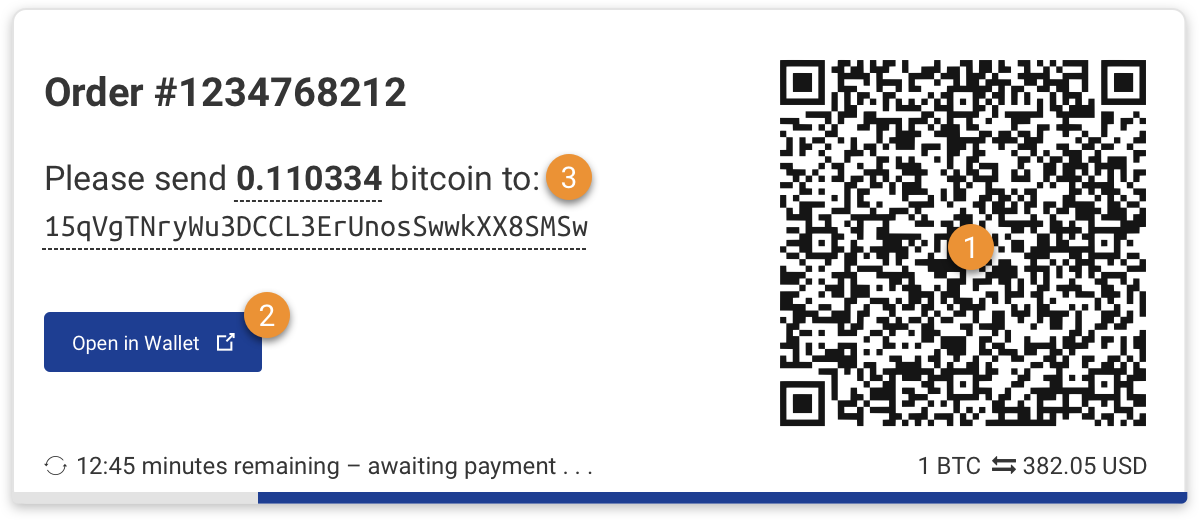 Order #1234768212
Please send 0.110334 bitcoin to: 3
15qVgTNryWu3DCCL3ErUnosSwwkXX8SMSw
1
2
Open in Wallet
12:45 minutes remaining – awaiting payment . . .
1 BTC ⇆ 382.05 USD